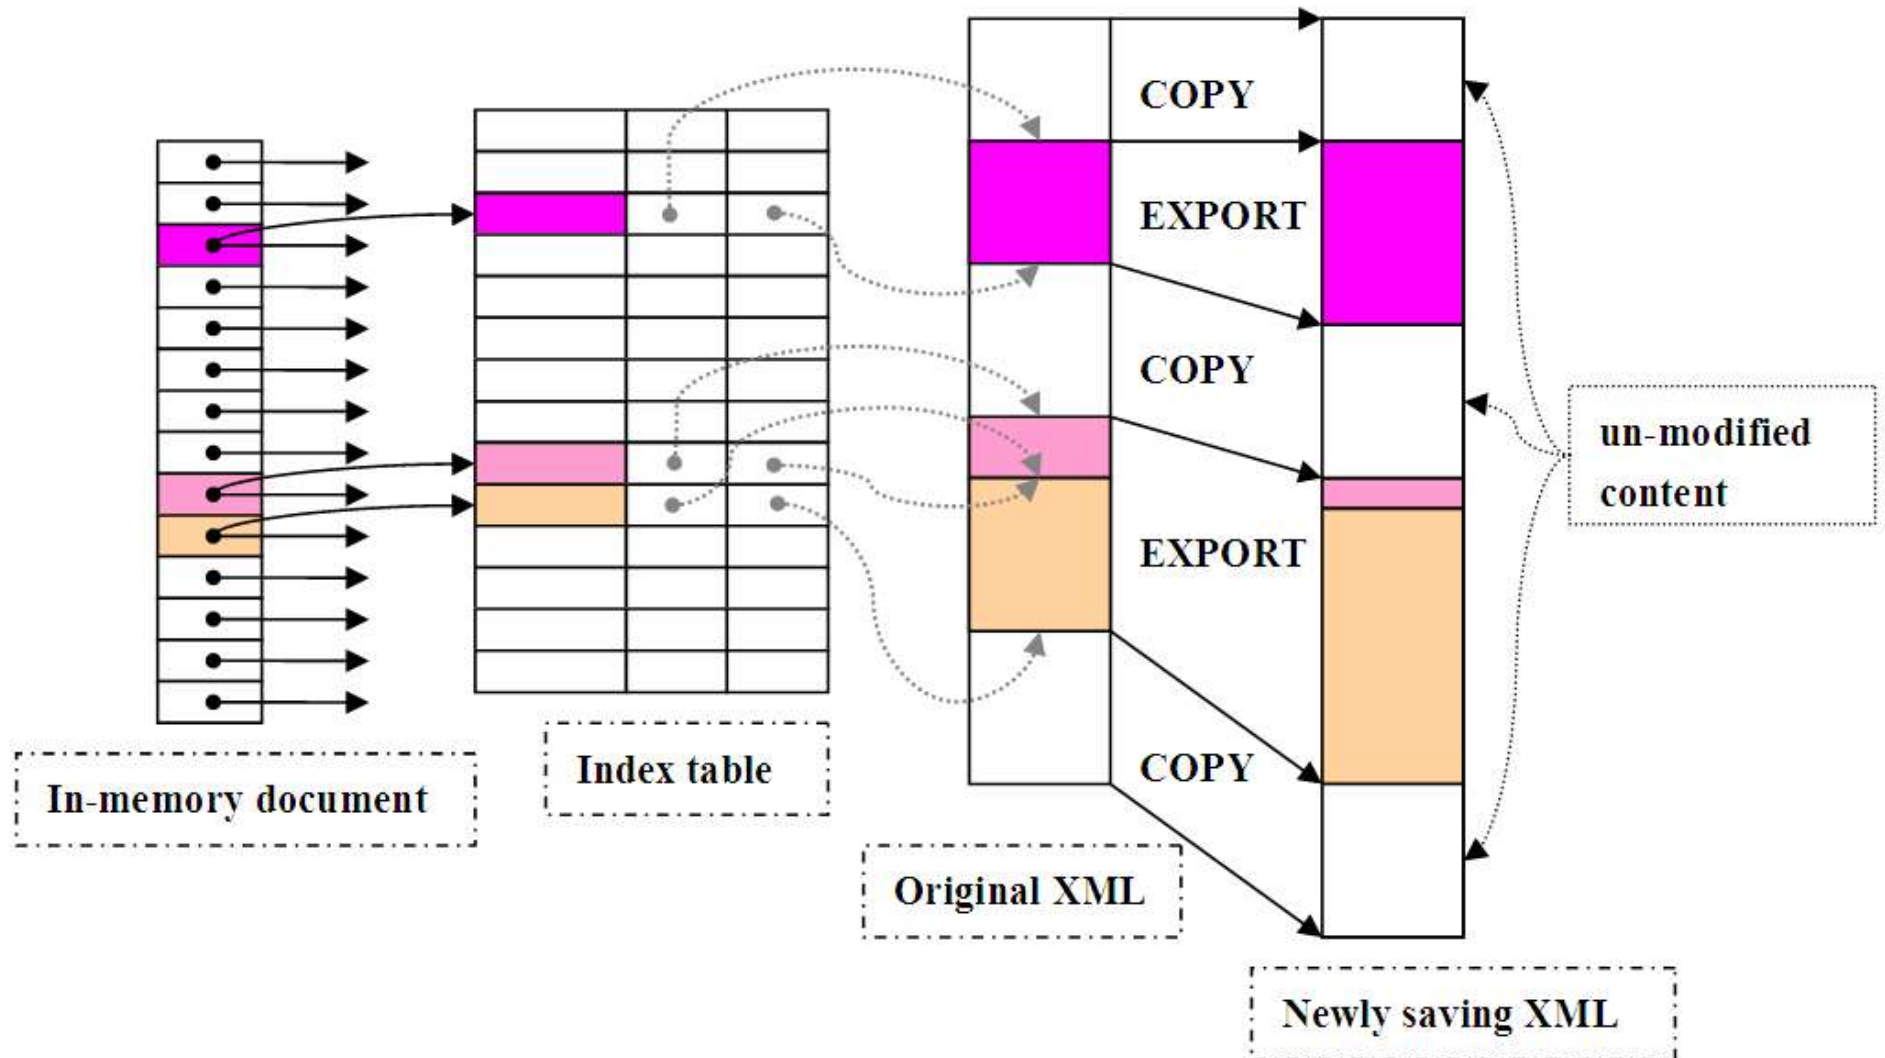 COPY
EXPORT
COPY
un-modified
content
EXPORT
COPY
Index table
In-memory document
Original XML
Newly saving XML